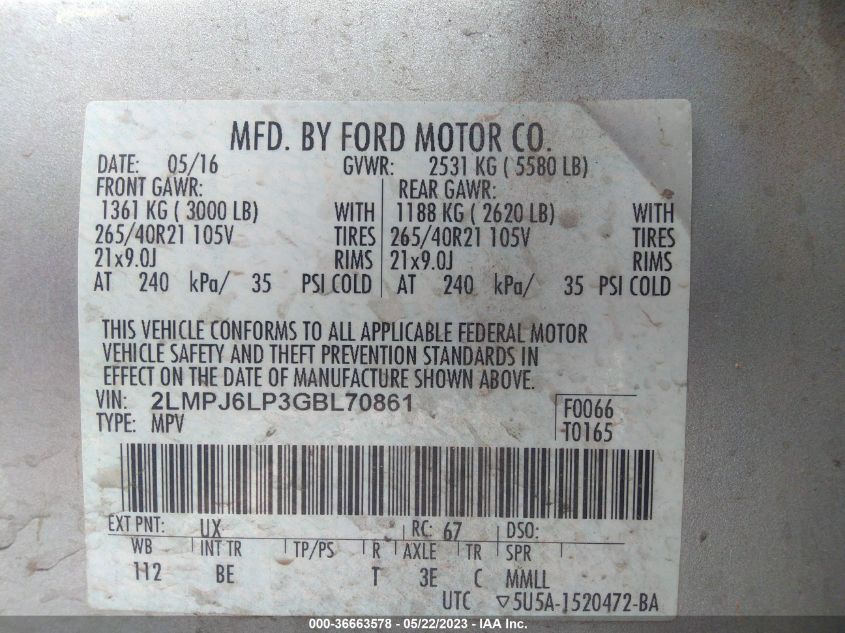 MFD. BY FORD MOTOR CO.
DATE: 05/16 GVWR: 2531 KG ( 5580 LB)
FRONT GAWR: REAR GAWR:
1361 KG ( 3000 LB) WITH 1188 KG ( 2620 LB) WITH
265/40R21 105V TIRES 265/40R21 105V TIRES
21x9.0J RIMS 21x9.0J RIMS
AT 240 kPa/ 35 PSI COLD AT 240 kPa/ 35 PSI COLD
THIS VEHICLE CONFORMS TO ALL APPLICABLE FEDERAL MOTOR
VEHICLE SAFETY AND THEFT PREVENTION STANDARDS IN
EFFECT ON THE DATE OF MANUFACTURE SHOWN ABOVE.
VIN: 2LMPJ6LP3GBL70861 F0066
TYPE: MPV T0165
EXT PNT: UX RC: 67 DSO:
WB INT TR TP/PS R AXLE TR SPR
112 BE T 3E C MMLL
UTC ▽5U5A-1520472-BA
000-36663578 - 05/22/2023 - IAA Inc.